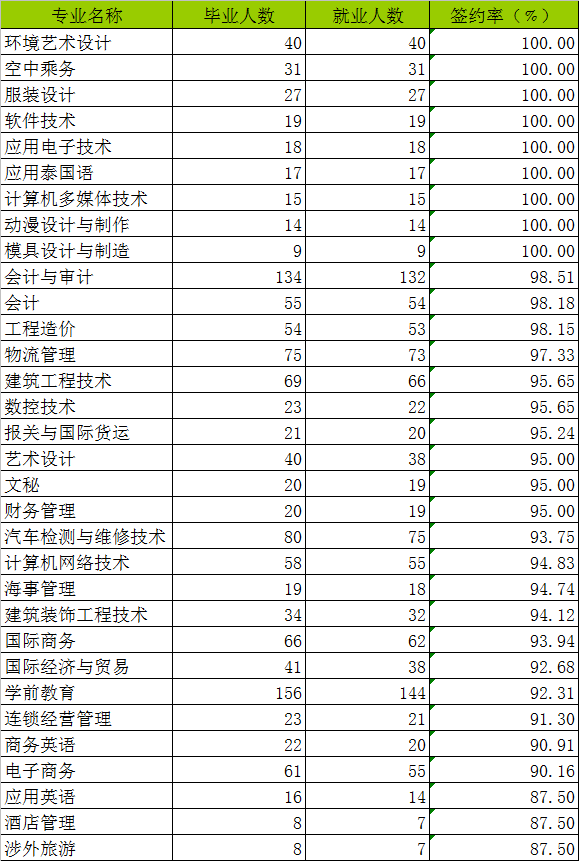 专业名称 毕业人数 就业人数 签约率（%）
环境艺术设计 40 40 100.00
空中乘务 31 31 100.00
服装设计 27 27 100.00
软件技术 19 19 100.00
应用电子技术 18 18 100.00
应用泰国语 17 17 100.00
计算机多媒体技术 15 15 100.00
动漫设计与制作 14 14 100.00
模具设计与制造 9 9 100.00
会计与审计 134 132 98.51
会计 55 54 98.18
工程造价 54 53 98.15
物流管理 75 73 97.33
建筑工程技术 69 66 95.65
数控技术 23 22 95.65
报关与国际货运 21 20 95.24
艺术设计 40 38 95.00
文秘 20 19 95.00
财务管理 20 19 95.00
汽车检测与维修技术 80 75 93.75
计算机网络技术 58 55 94.83
海事管理 19 18 94.74
建筑装饰工程技术 34 32 94.12
国际商务 66 62 93.94
国际经济与贸易 41 38 92.68
学前教育 156 144 92.31
连锁经营管理 23 21 91.30
商务英语 22 20 90.91
电子商务 61 55 90.16
应用英语 16 14 87.50
酒店管理 8 7 87.50
涉外旅游 8 7 87.50